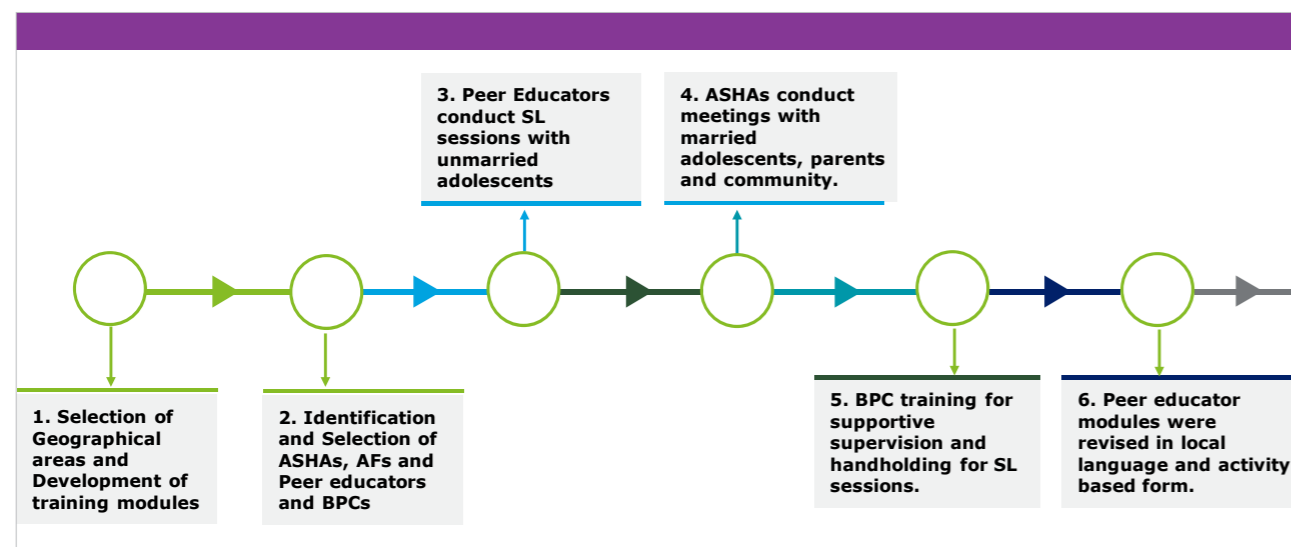 1. Selection of
Geographical
areas and
Development of
training modules
2. Identification
and Selection of
ASHAs, AFs and
Peer educators
and BPCs
3. Peer Educators
conduct SL
sessions with
unmarried
adolescents
4. ASHAs conduct
meetings with
married
adolescents, parents
and community.
5. BPC training for
supportive
supervision and
handholding for SL
sessions.
6. Peer educator
modules were
revised in local
language and activity
based form.